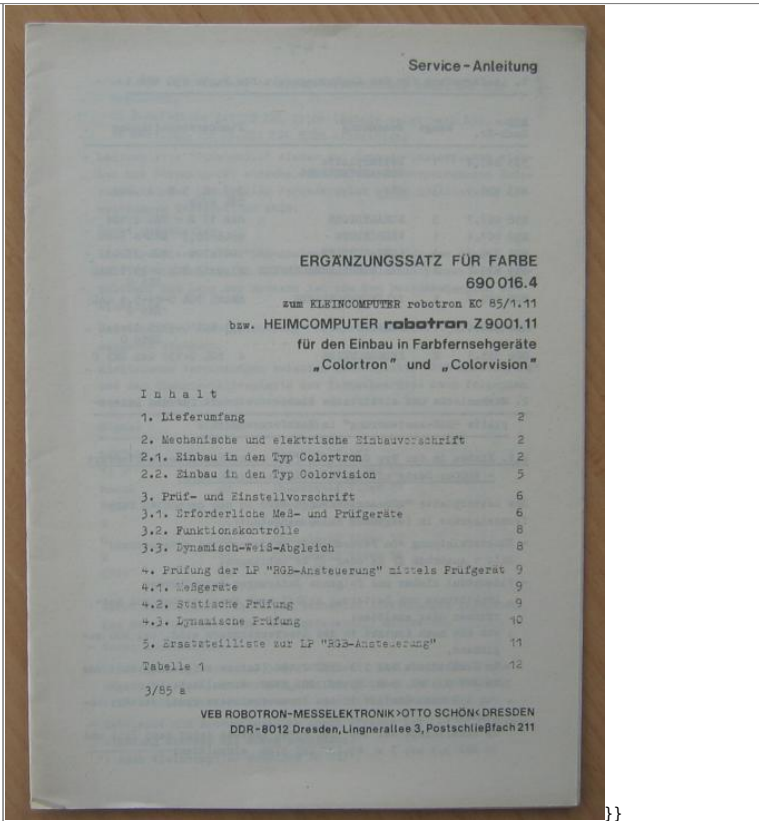 Service-Anleitung
ERGÄNZUNGSSATZ FÜR FARBE
690 016.4
zum KLEINCOMPUTER robotron KC 85/1.11
bzw. HEIMCOMPUTER robotron Z 9001.11
für den Einbau in Farbfernsehgeräte
„Colortron" und „Colorvision"
Inhalt
1. Lieferumfang 2
2. Mechanische und elektrische Einbauvorschrift 2
2.1. Einbau in den Typ Colortron 2
2.2. Einbau in den Typ Colorvision 5
3. Prüf- und Einstellvorschrift 6
3.1. Erforderliche Meß- und Prüfgeräte 6
3.2. Funktionskontrolle 8
3.3. Dynamisch-Weiß-Abgleich 8
4. Prüfung der LP "RGB-Ansteuerung" mittels Prüfgerät 9
4.1. Meßgeräte 9
4.2. Statische Prüfung 9
4.3. Dynamische Prüfung 10
5. Ersatzteilliste zur LP "RGB-Ansteuerung" 11
Tabelle 1 12
3/85 a
VEB ROBOTRON-MESSELEKTRONIK >OTTO SCHÖN< DRESDEN
DDR-8012 Dresden, Lingnerallee 3, Postschließfach 211
}}